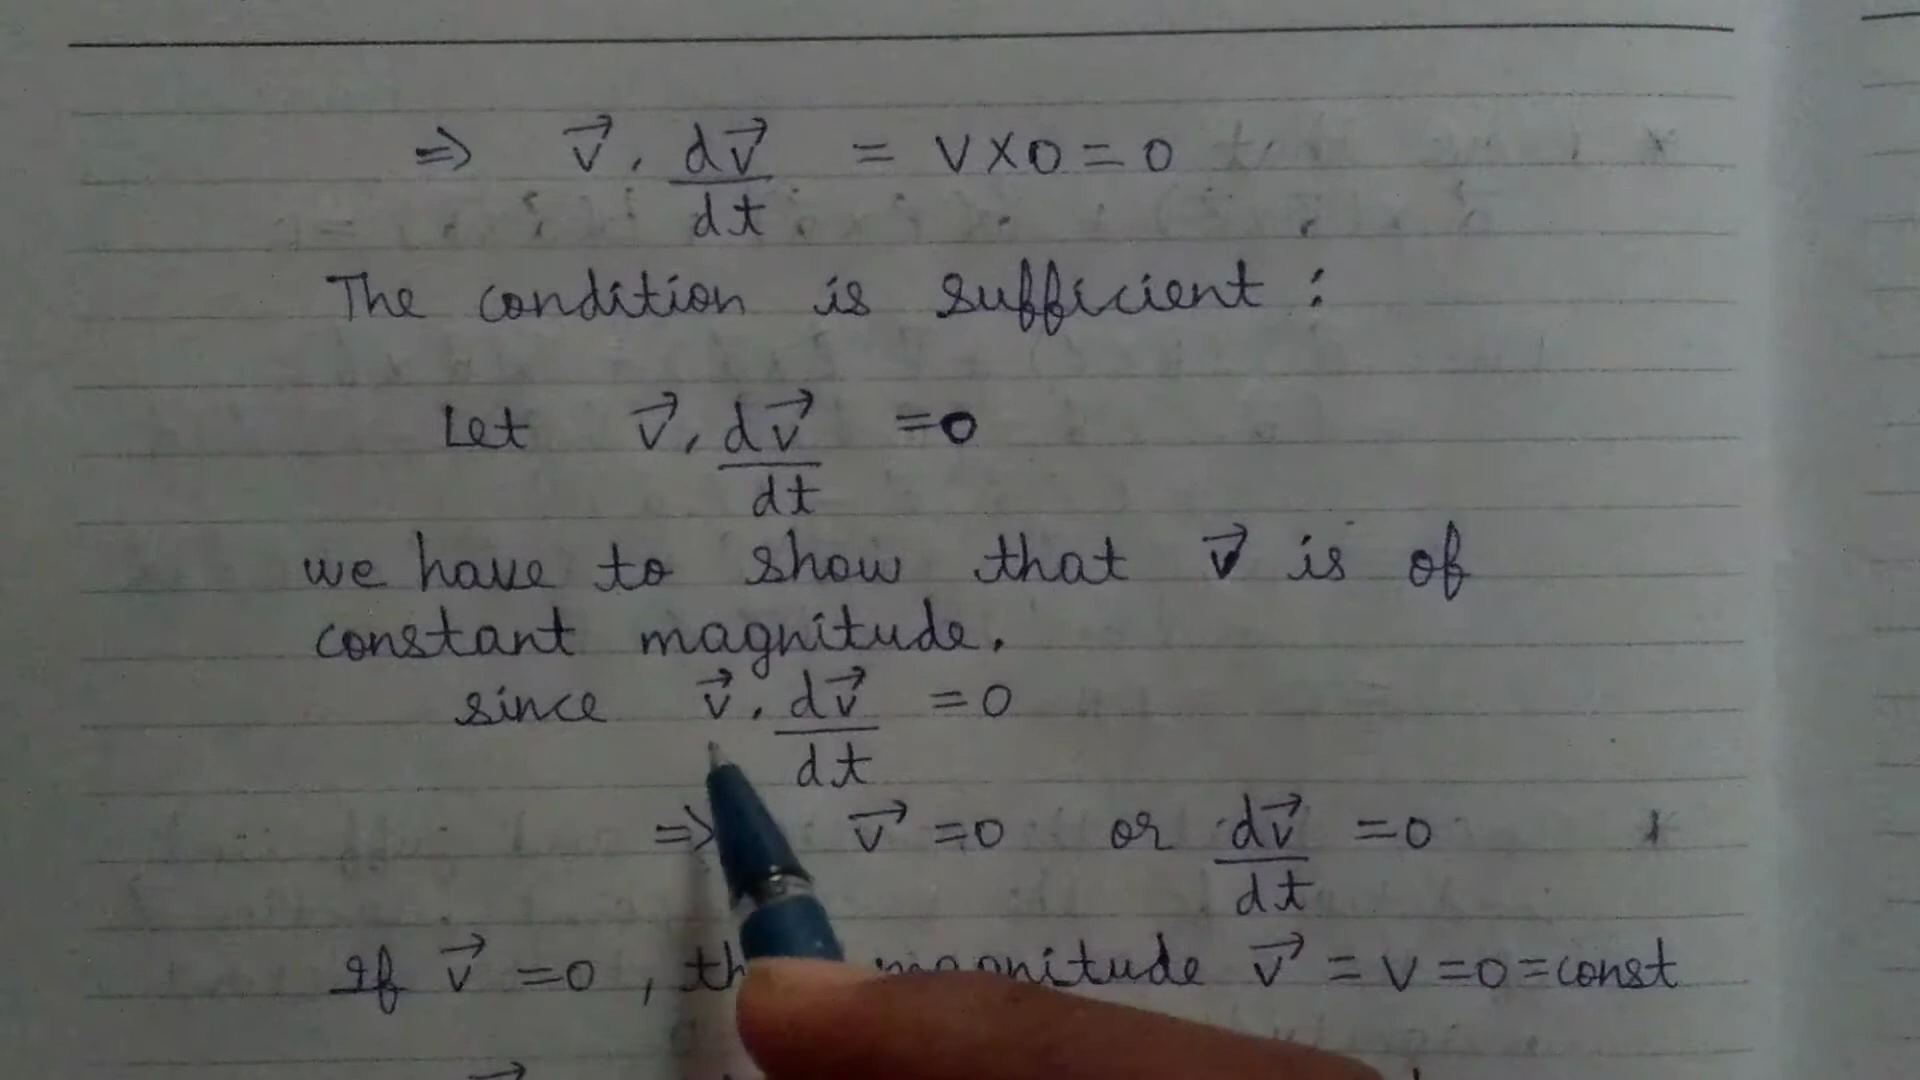 ⇒ v⃗ . dv⃗/dt = V×0 = 0
The condition is sufficient :
Let v⃗ . dv⃗/dt = 0
we have to show that v⃗ is of
constant magnitude.
since v⃗ . dv⃗/dt = 0
⇒ v⃗ = 0 or dv⃗/dt = 0
If v⃗ = 0 , magnitude v⃗ = V = 0 = const